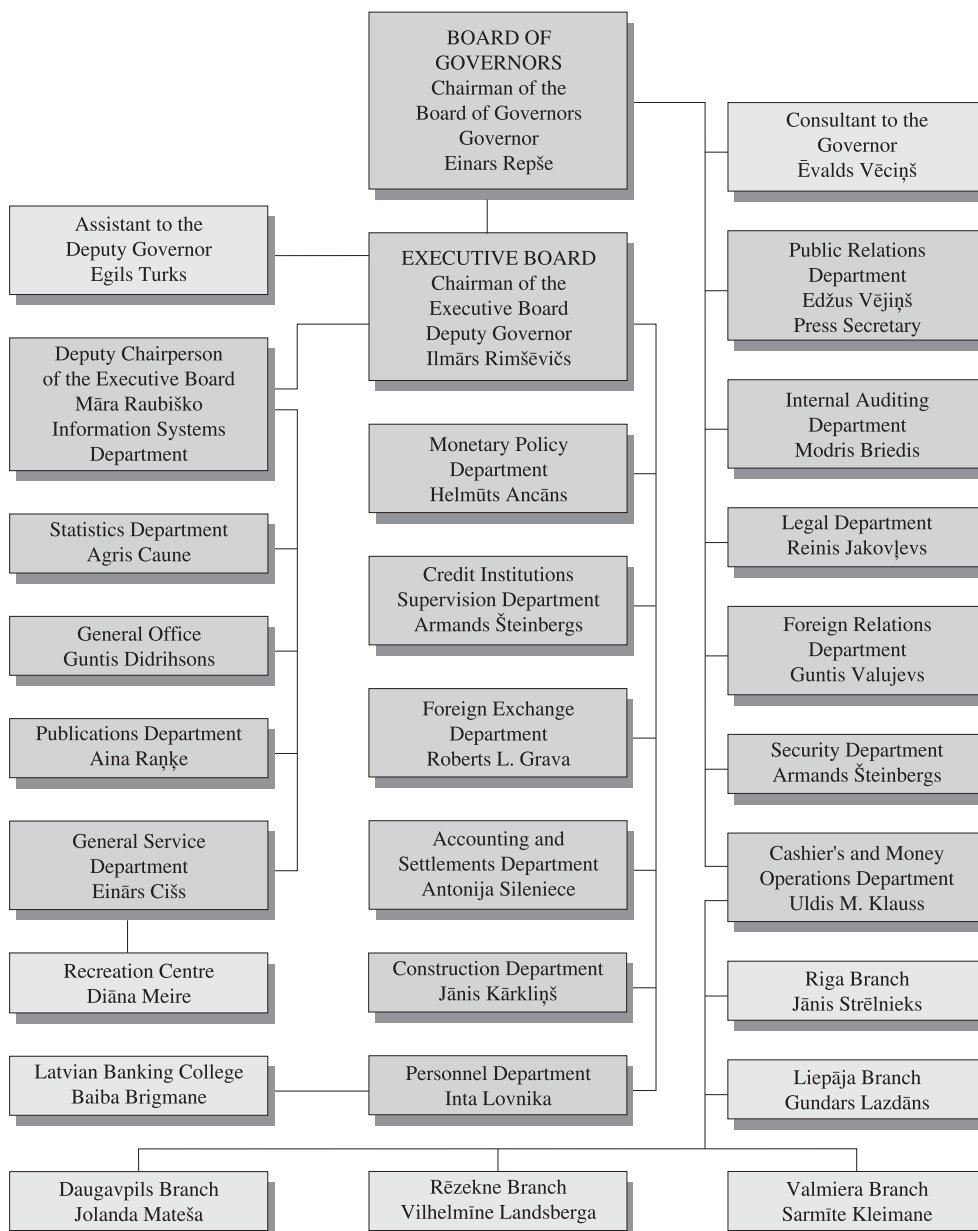 BOARD OF
GOVERNORS
Chairman of the
Board of Governors
Governor
Einars Repše
Consultant to the
Governor
Ēvalds Vēciņš
Assistant to the
Deputy Governor
Egils Turks
EXECUTIVE BOARD
Chairman of the
Executive Board
Deputy Governor
Ilmārs Rimšēvičs
Public Relations
Department
Edžus Vējiņš
Press Secretary
Deputy Chairperson
of the Executive Board
Māra Raubiško
Information Systems
Department
Monetary Policy
Department
Helmūts Ancāns
Internal Auditing
Department
Modris Briedis
Statistics Department
Agris Caune
Credit Institutions
Supervision Department
Armands Šteinbergs
Legal Department
Reinis Jakovļevs
General Office
Guntis Didrihsons
Foreign Relations
Department
Guntis Valujevs
Publications Department
Aina Raņķe
Foreign Exchange
Department
Roberts L. Grava
Security Department
Armands Šteinbergs
General Service
Department
Einārs Cišs
Accounting and
Settlements Department
Antonija Sileniece
Cashier's and Money
Operations Department
Uldis M. Klauss
Recreation Centre
Diāna Meire
Construction Department
Jānis Kārkliņš
Riga Branch
Jānis Strēlnieks
Latvian Banking College
Baiba Brigmane
Personnel Department
Inta Lovnika
Liepāja Branch
Gundars Lazdāns
Daugavpils Branch
Jolanda Mateša
Rēzekne Branch
Vilhelmīne Landsberga
Valmiera Branch
Sarmīte Kleimane